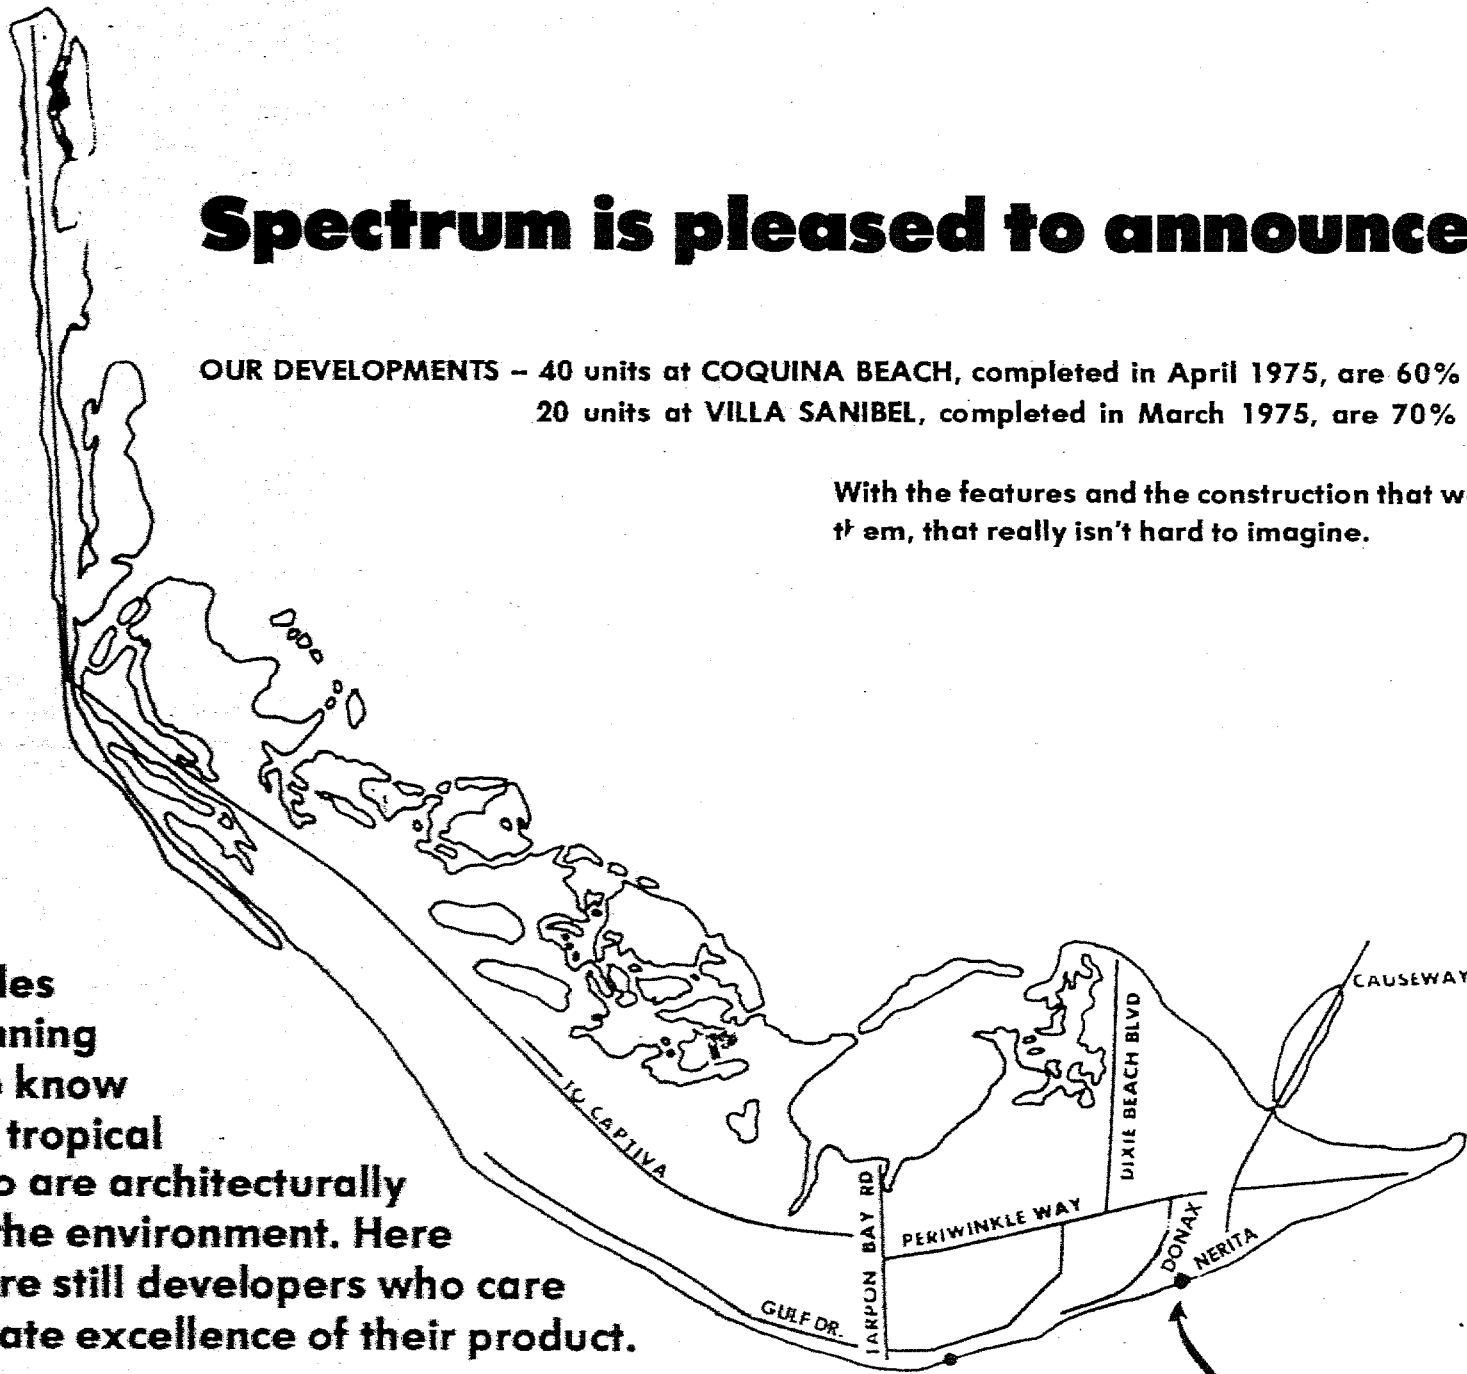 Spectrum is pleased to announce
OUR DEVELOPMENTS – 40 units at COQUINA BEACH, completed in April 1975, are 60%
20 units at VILLA SANIBEL, completed in March 1975, are 70%
With the features and the construction that w
th em, that really isn't hard to imagine.
les
nning
e know
tropical
o are architecturally
the environment. Here
re still developers who care
ate excellence of their product.
CAUSEWAY
DIXIE BEACH BLVD
TO CAPTIVA
TARPON BAY RD
PERIWINKLE WAY
DONAX
NERITA
GULF DR.